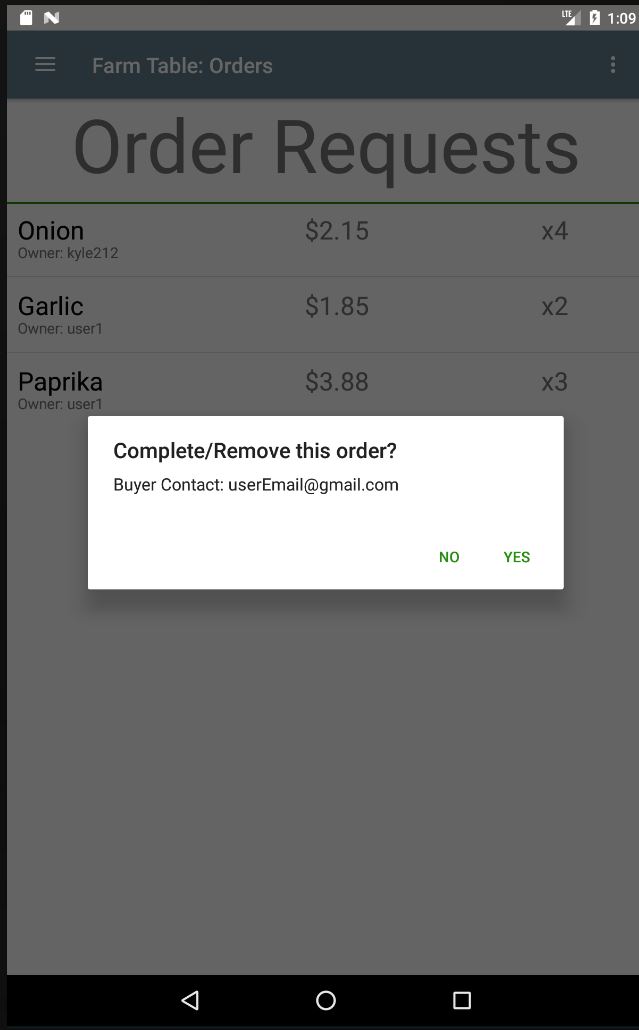 LTE 1:09
Farm Table: Orders
Order Requests
Onion $2.15 x4
Owner: kyle212
Garlic $1.85 x2
Owner: user1
Paprika $3.88 x3
Owner: user1
Complete/Remove this order?
Buyer Contact: userEmail@gmail.com
NO YES